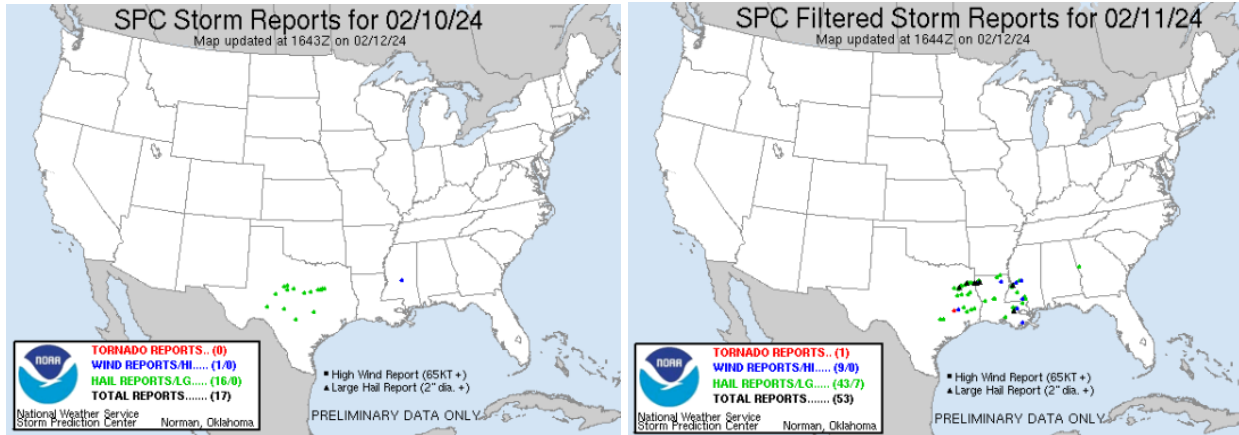 SPC Storm Reports for 02/10/24
Map updated at 1643Z on 02/12/24
NOAA
TORNADO REPORTS.. (0)
WIND REPORTS/HI..... (1/0)
HAIL REPORTS/LG..... (16/0)
TOTAL REPORTS....... (17)
National Weather Service
Storm Prediction Center Norman, Oklahoma
High Wind Report (65KT +)
Large Hail Report (2" dia. +)
PRELIMINARY DATA ONLY
SPC Filtered Storm Reports for 02/11/24
Map updated at 1644Z on 02/12/24
NOAA
TORNADO REPORTS.. (1)
WIND REPORTS/HI..... (9/0)
HAIL REPORTS/LG..... (43/7)
TOTAL REPORTS....... (53)
National Weather Service
Storm Prediction Center Norman, Oklahoma
High Wind Report (65KT +)
Large Hail Report (2" dia. +)
PRELIMINARY DATA ONLY